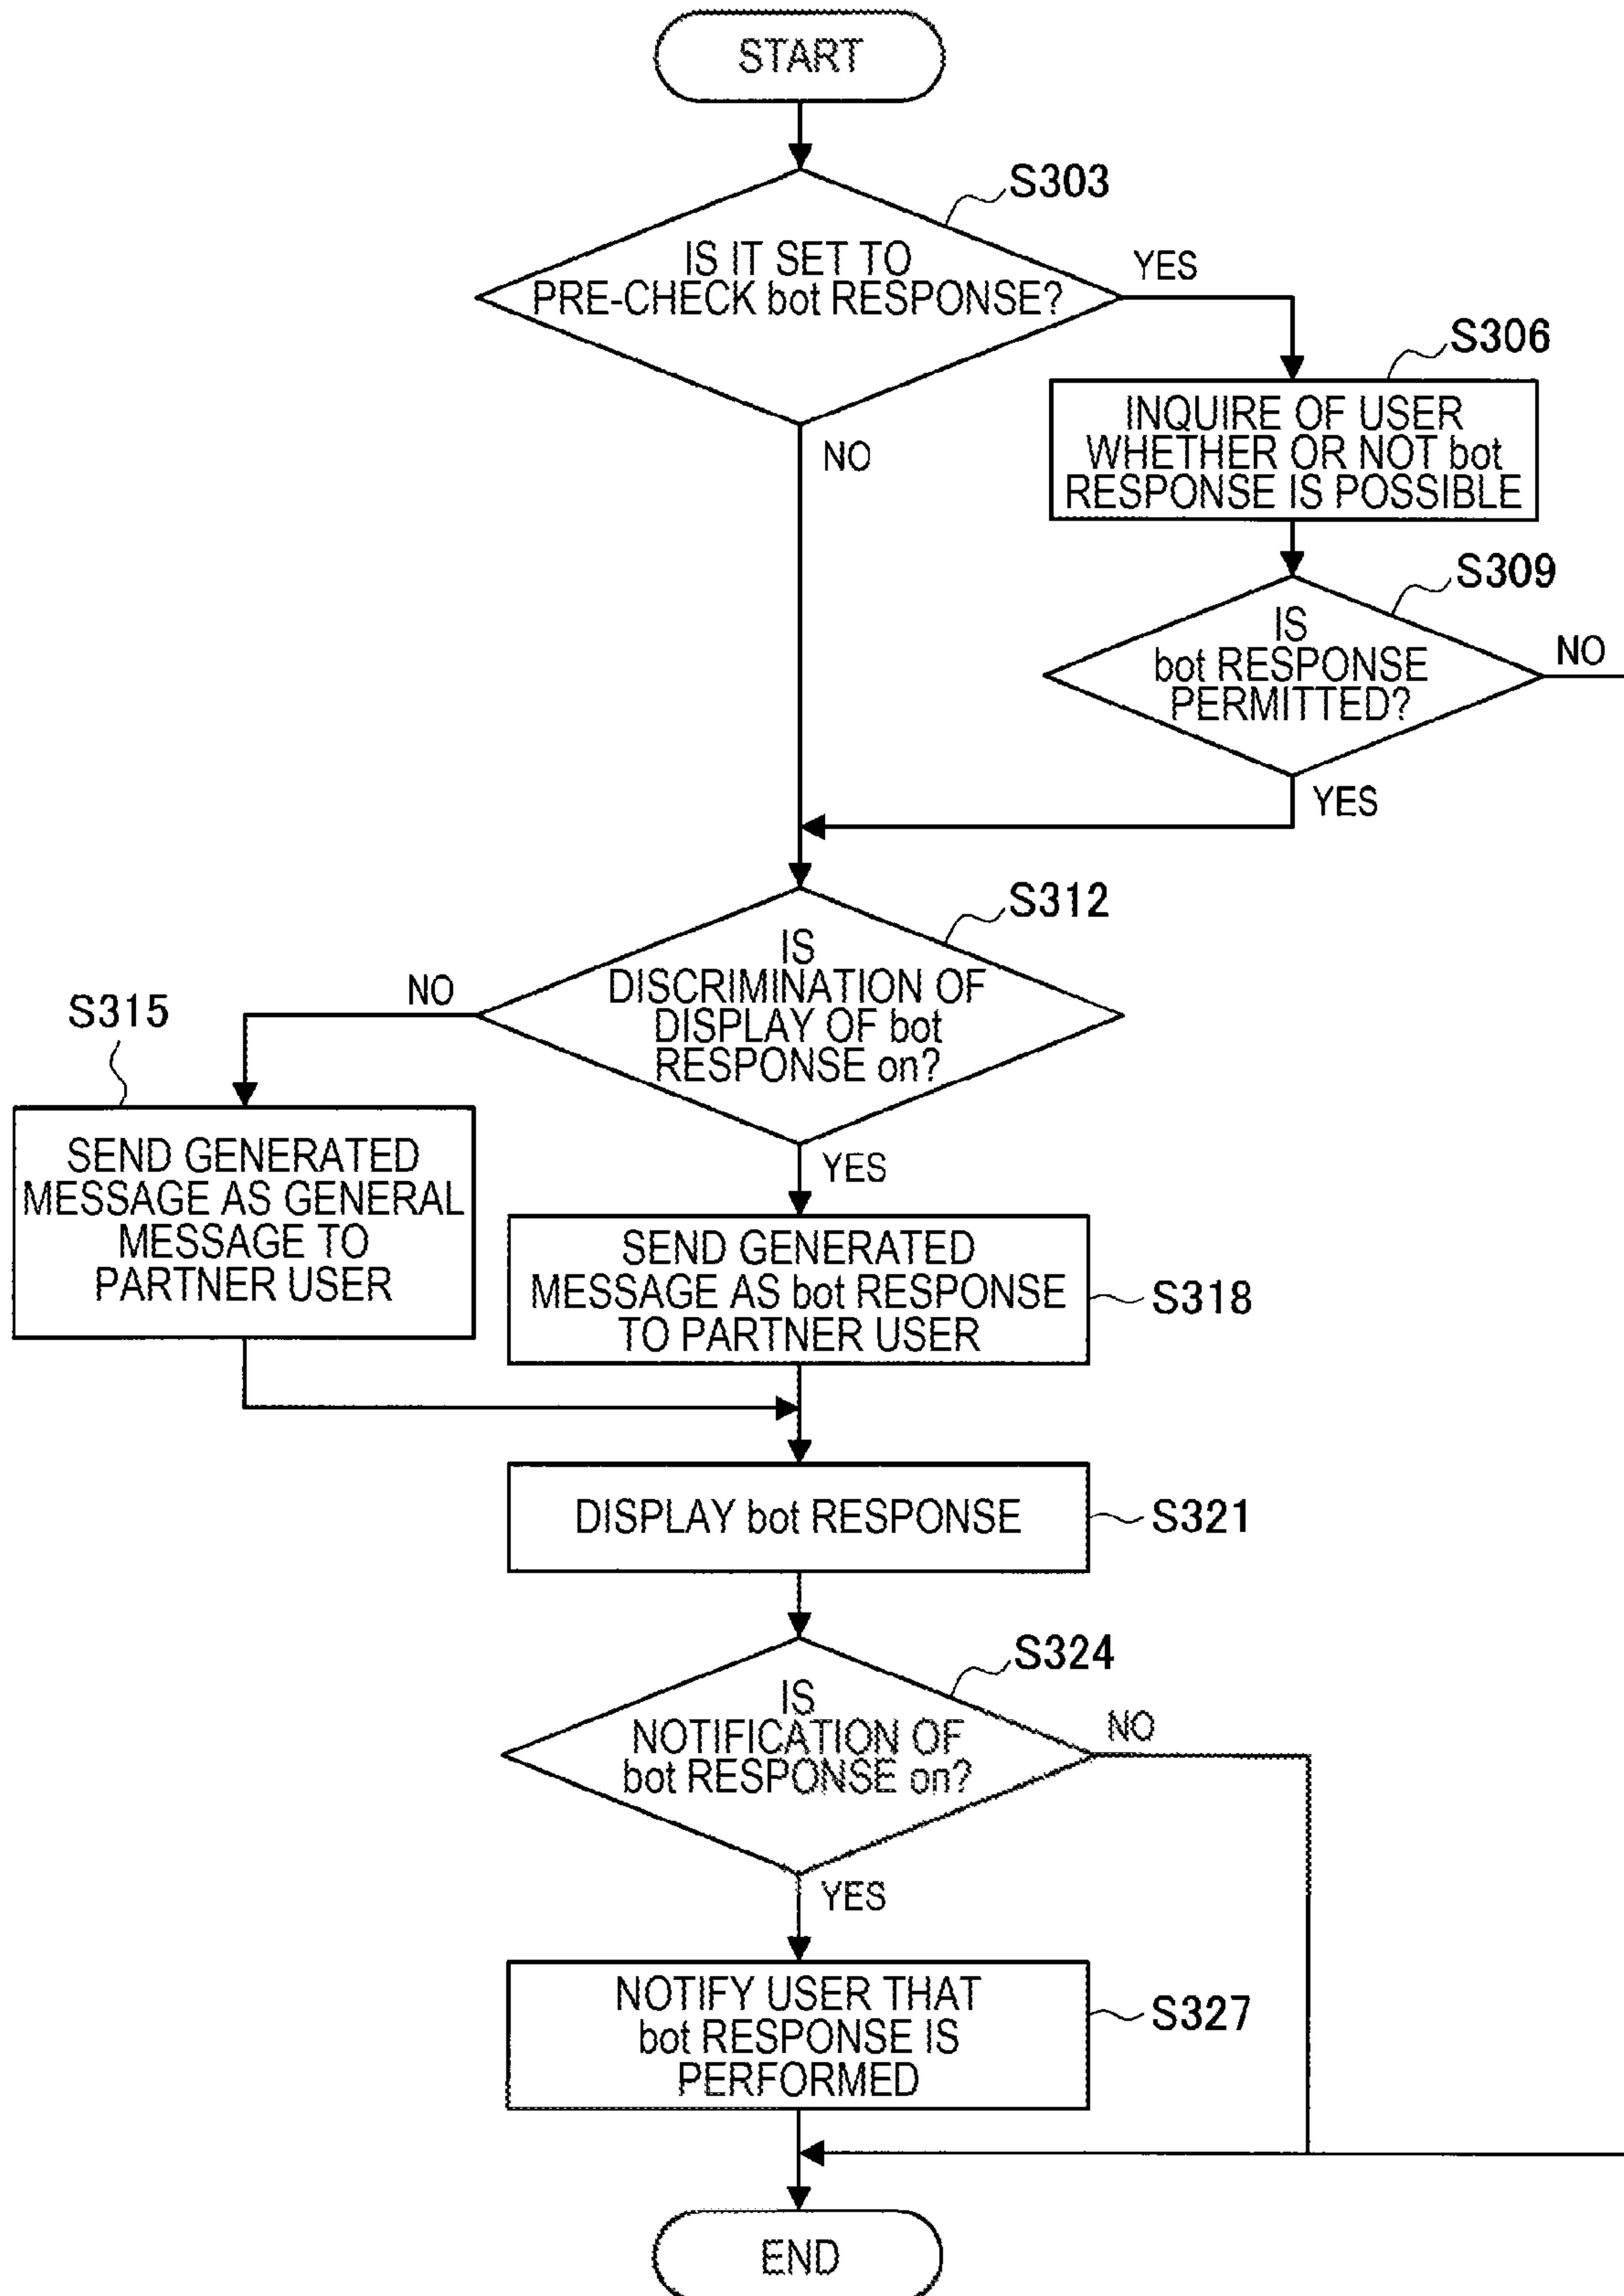 START
S303
IS IT SET TO
PRE-CHECK bot RESPONSE?
YES
NO
S306
INQUIRE OF USER
WHETHER OR NOT bot
RESPONSE IS POSSIBLE
S309
IS
bot RESPONSE
PERMITTED?
NO
YES
S312
IS
DISCRIMINATION OF
DISPLAY OF bot
RESPONSE on?
NO
S315
SEND GENERATED
MESSAGE AS GENERAL
MESSAGE TO
PARTNER USER
YES
SEND GENERATED
MESSAGE AS bot RESPONSE
TO PARTNER USER
S318
DISPLAY bot RESPONSE
S321
S324
IS
NOTIFICATION OF
bot RESPONSE on?
NO
YES
NOTIFY USER THAT
bot RESPONSE IS
PERFORMED
S327
END